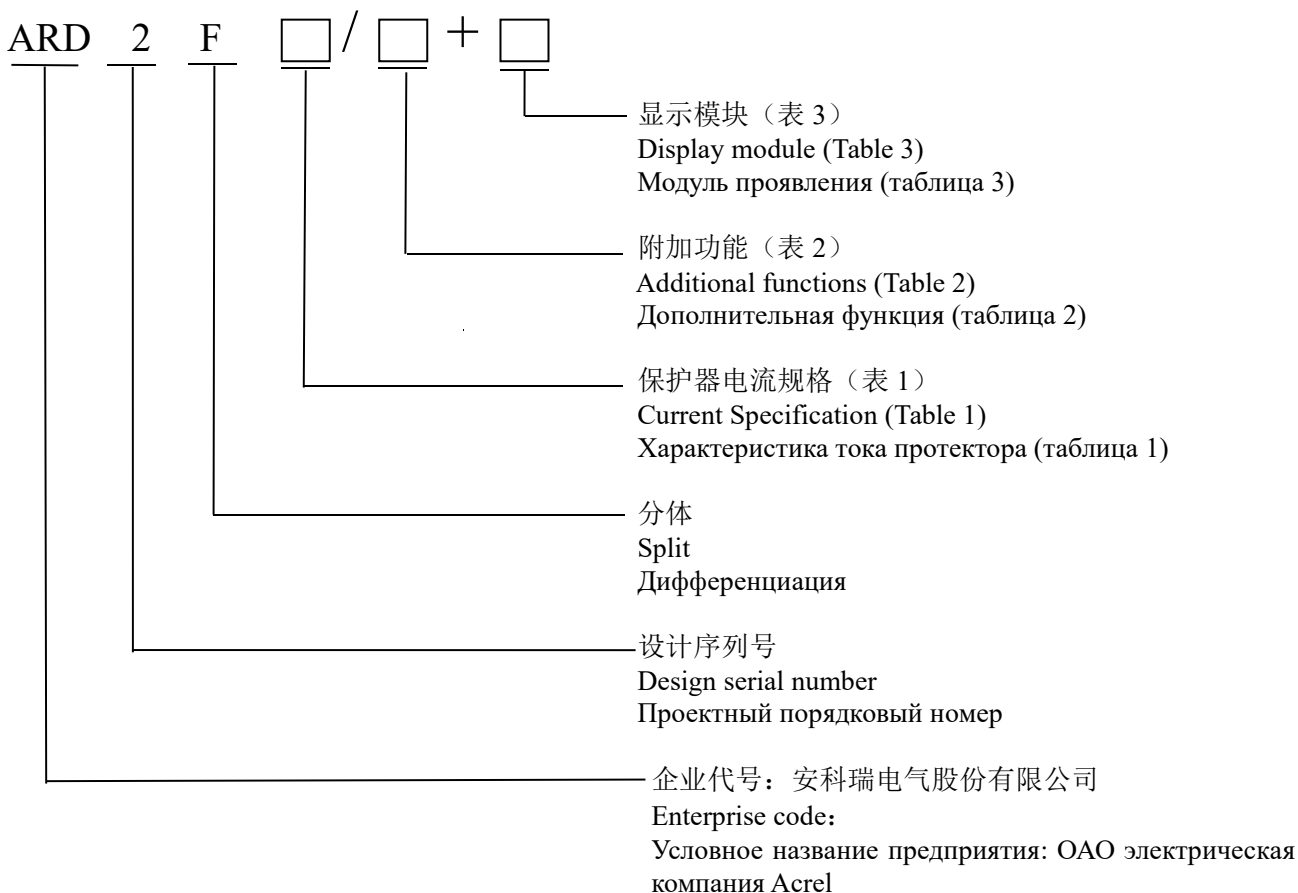 ARD 2 F □ / □ + □
显示模块（表 3）
Display module (Table 3)
Модуль проявления (таблица 3)
附加功能（表 2）
Additional functions (Table 2)
Дополнительная функция (таблица 2)
保护器电流规格（表 1）
Current Specification (Table 1)
Характеристика тока протектора (таблица 1)
分体
Split
Дифференциация
设计序列号
Design serial number
Проектный порядковый номер
企业代号：安科瑞电气股份有限公司
Enterprise code：
Условное название предприятия: ОАО электрическая
компания Acrel